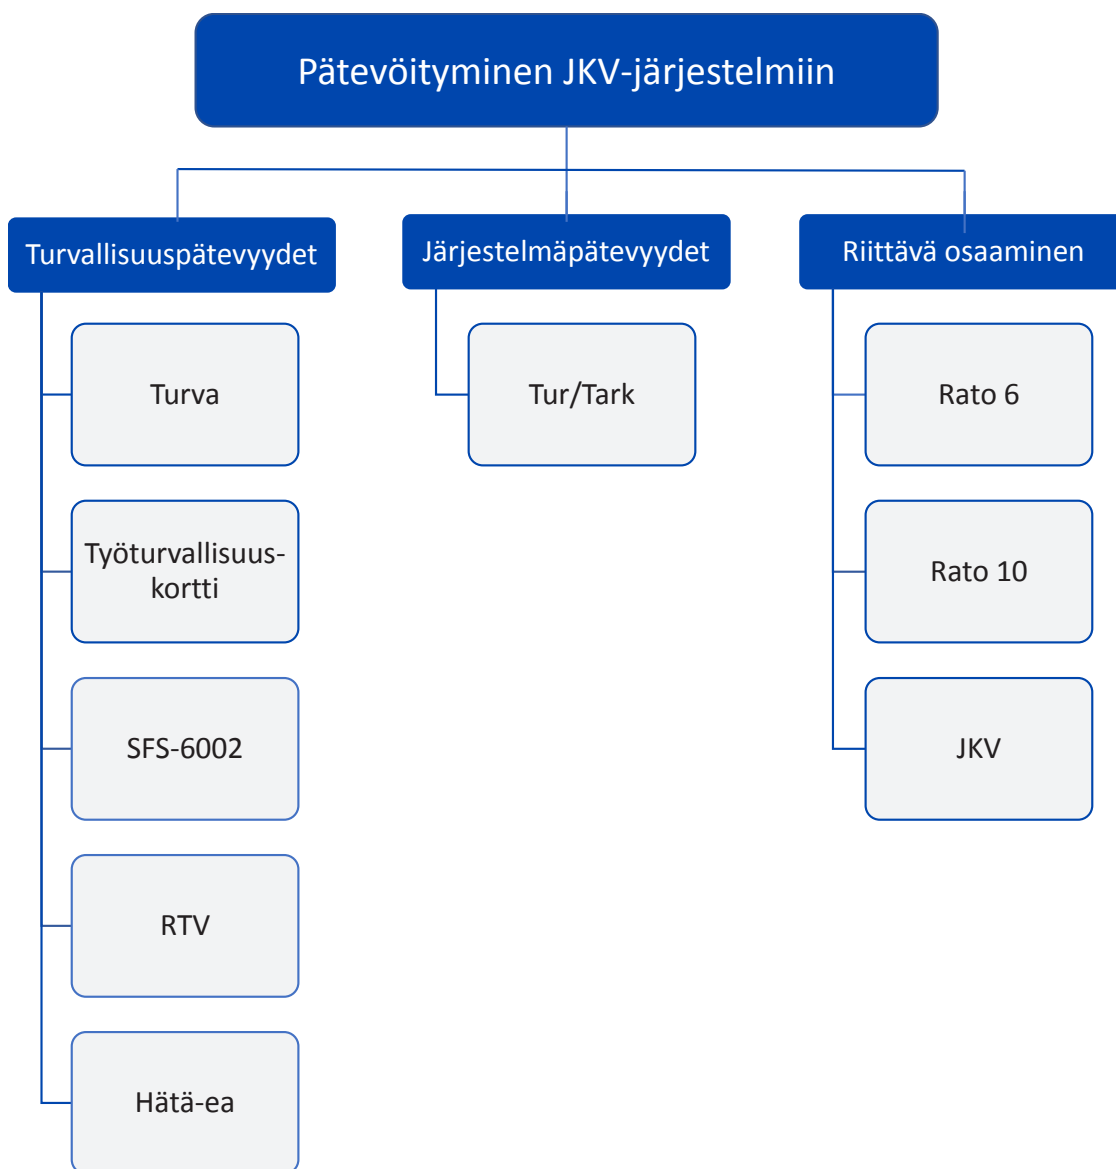 Pätevöityminen JKV-järjestelmiin
Turvallisuuspätevyydet
Turva
Työturvallisuus-
kortti
SFS-6002
RTV
Hätä-ea
Järjestelmäpätevyydet
Tur/Tark
Riittävä osaaminen
Rato 6
Rato 10
JKV